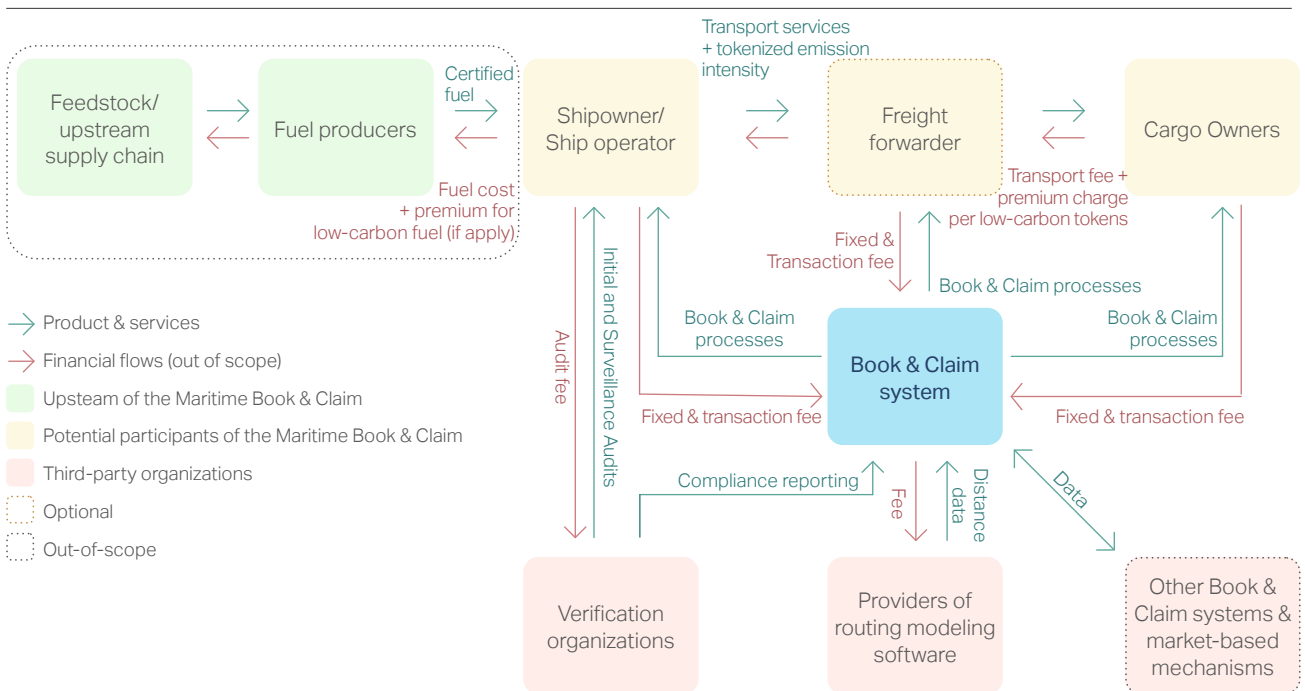 Feedstock/
upstream
supply chain
Fuel producers
Certified
fuel
Fuel cost
+ premium for
low-carbon fuel (if apply)
Shipowner/
Ship operator
Transport services
+ tokenized emission
intensity
Freight
forwarder
Cargo Owners
Transport fee +
premium charge
per low-carbon tokens
Fixed &
Transaction fee
Book & Claim processes
Book & Claim
processes
Book & Claim
processes
Book & Claim
system
Fixed & transaction fee
Fixed & transaction fee
Audit fee
Initial and Surveillance Audits
Compliance reporting
Fee
Distance
data
Data
Verification
organizations
Providers of
routing modeling
software
Other Book &
Claim systems &
market-based
mechanisms
Product & services
Financial flows (out of scope)
Upsteam of the Maritime Book & Claim
Potential participants of the Maritime Book & Claim
Third-party organizations
Optional
Out-of-scope